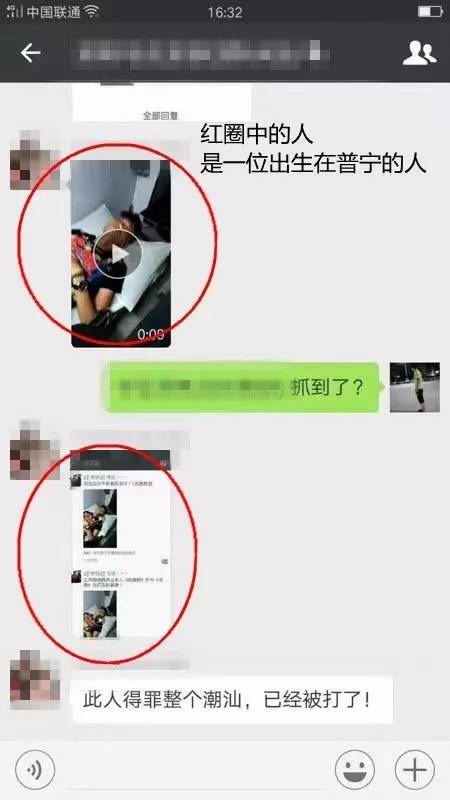 中国联通
16:32
全部回复
红圈中的人
是一位出生在普宁的人
0:09
抓到了？
此人得罪整个潮汕，已经被打了！